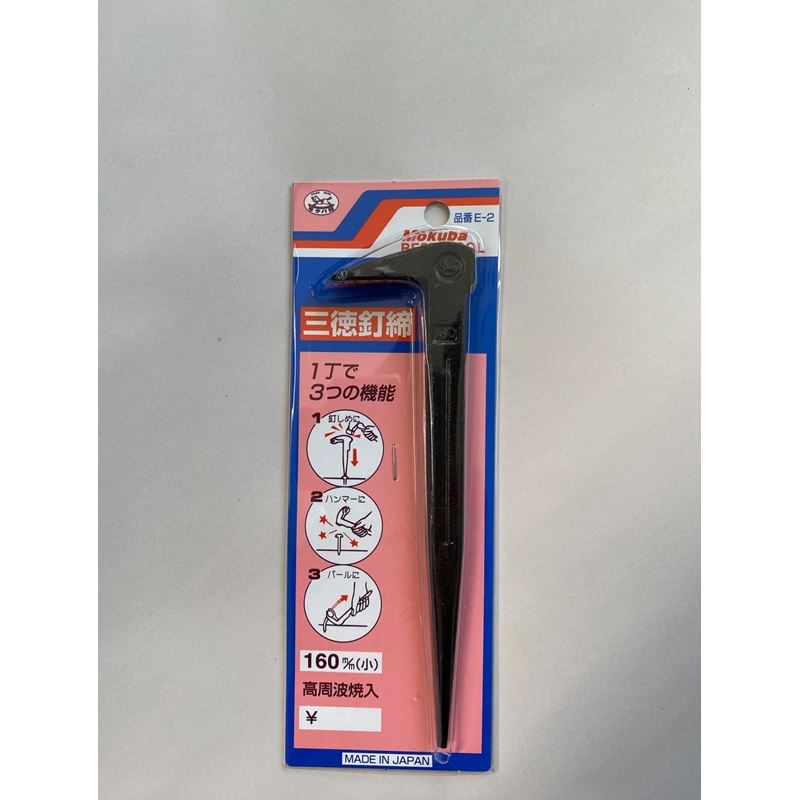 品番E-2
Mokuba
三徳釘締
1丁で
3つの機能
1 釘しめに
2 ハンマーに
3 バールに
160m/m(小)
高周波焼入
¥
MADE IN JAPAN